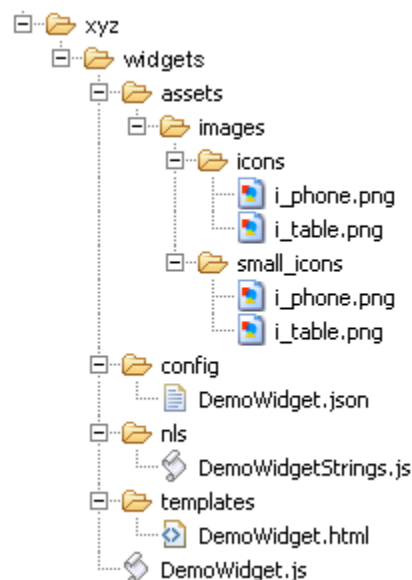 xyz
widgets
assets
images
icons
i_phone.png
i_table.png
small_icons
i_phone.png
i_table.png
config
DemoWidget.json
nls
DemoWidgetStrings.js
templates
DemoWidget.html
DemoWidget.js